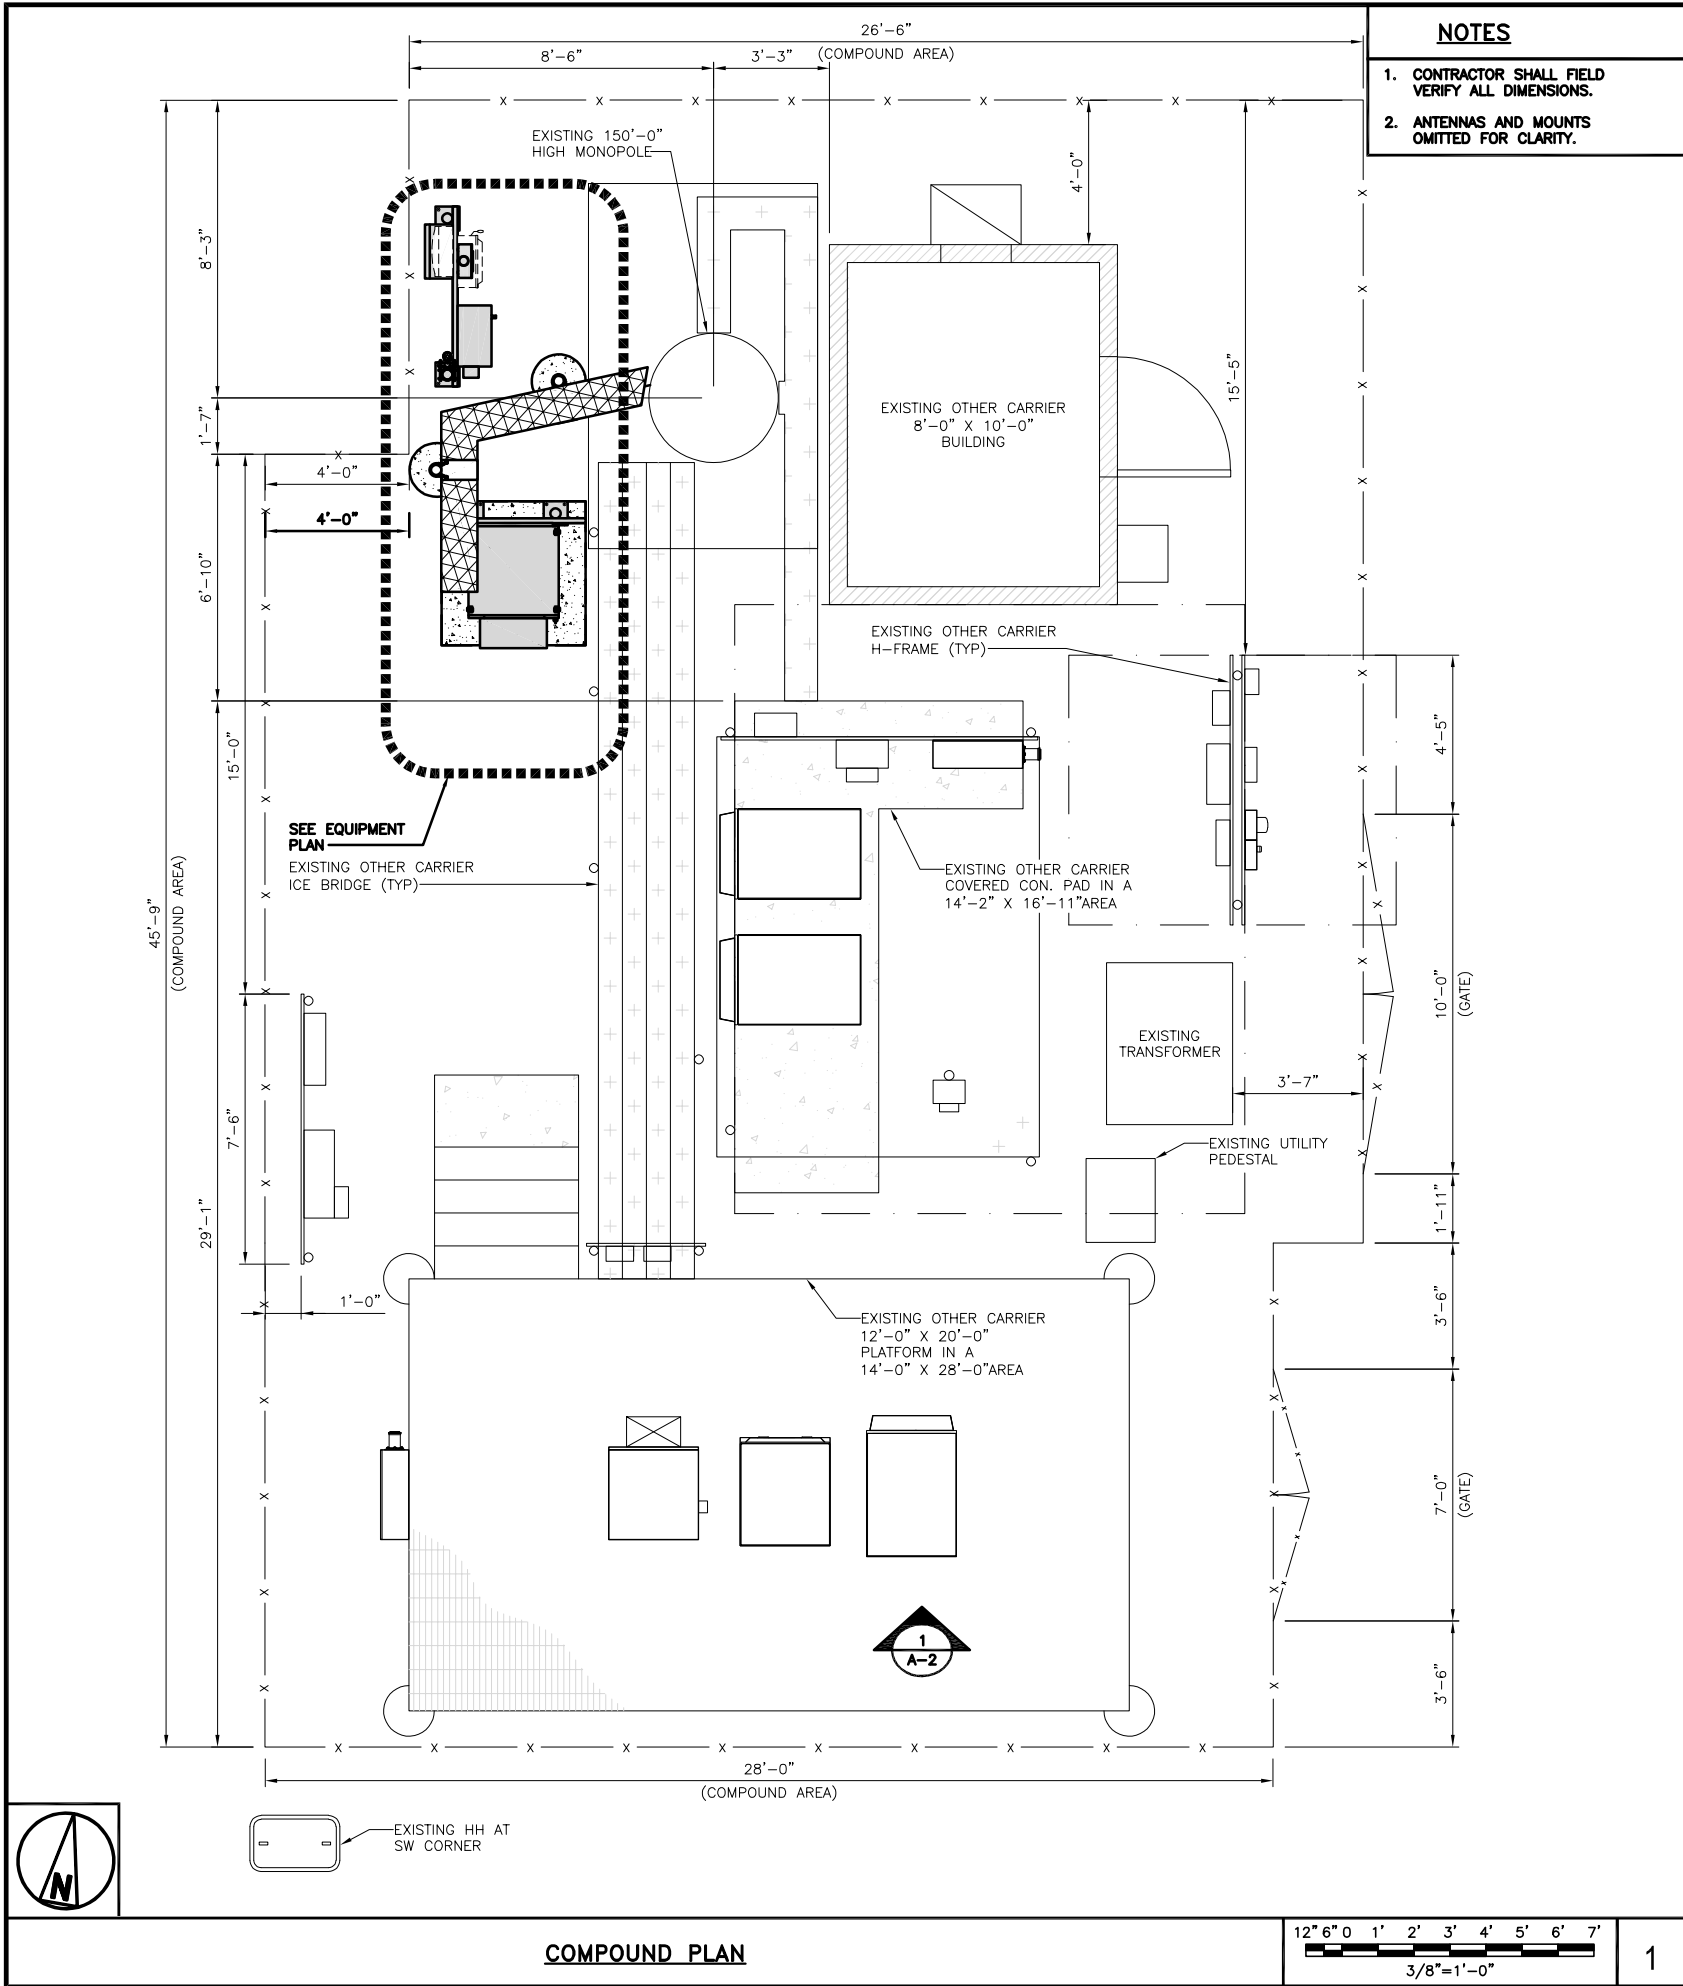 NOTES
1. CONTRACTOR SHALL FIELD
VERIFY ALL DIMENSIONS.
2. ANTENNAS AND MOUNTS
OMITTED FOR CLARITY.
26'-6"
(COMPOUND AREA)
8'-6"
3'-3"
EXISTING 150'-0"
HIGH MONOPOLE
4'-0"
8'-3"
15'-5"
1'-7"
EXISTING OTHER CARRIER
8'-0" X 10'-0"
BUILDING
4'-0"
4'-0"
6'-10"
EXISTING OTHER CARRIER
H-FRAME (TYP)
15'-0"
4'-5"
SEE EQUIPMENT
PLAN
EXISTING OTHER CARRIER
ICE BRIDGE (TYP)
EXISTING OTHER CARRIER
COVERED CON. PAD IN A
14'-2" X 16'-11"AREA
45'-9"
(COMPOUND AREA)
10'-0"
(GATE)
EXISTING
TRANSFORMER
3'-7"
7'-6"
EXISTING UTILITY
PEDESTAL
29'-1"
1'-11"
1'-0"
3'-6"
EXISTING OTHER CARRIER
12'-0" X 20'-0"
PLATFORM IN A
14'-0" X 28'-0"AREA
7'-0"
(GATE)
1
A-2
3'-6"
28'-0"
(COMPOUND AREA)
EXISTING HH AT
SW CORNER
N
COMPOUND PLAN
12" 6" 0 1' 2' 3' 4' 5' 6' 7'
3/8"=1'-0"
1